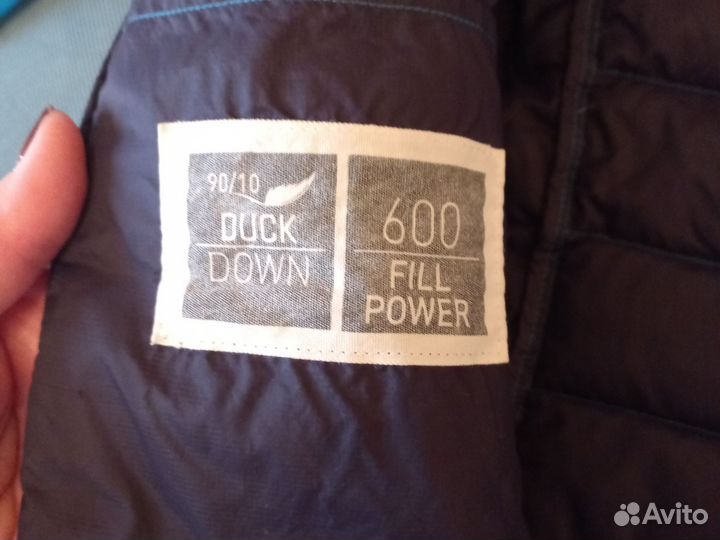 90/10
DUCK
DOWN
600
FILL
POWER
Avito